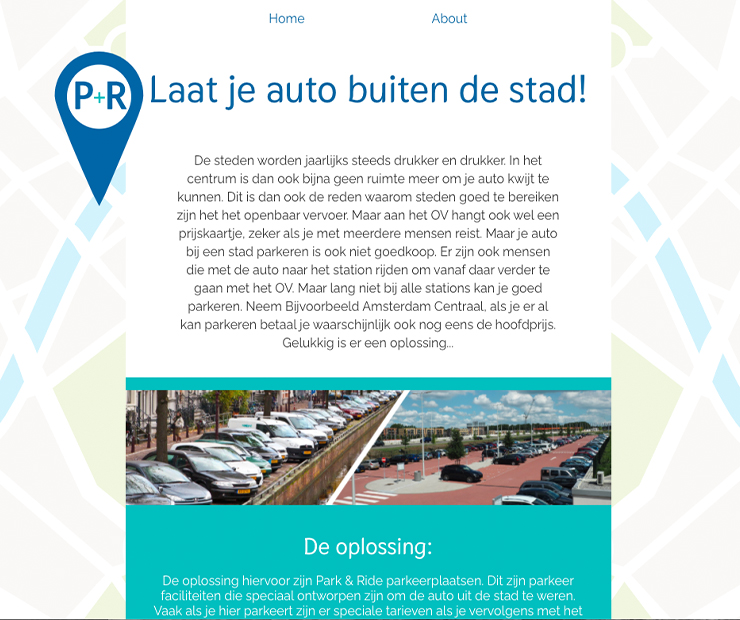 Home About
P+R
Laat je auto buiten de stad!
De steden worden jaarlijks steeds drukker en drukker. In het
centrum is dan ook bijna geen ruimte meer om je auto kwijt te
kunnen. Dit is dan ook de reden waarom steden goed te bereiken
zijn het het openbaar vervoer. Maar aan het OV hangt ook wel een
prijskaartje, zeker als je met meerdere mensen reist. Maar je auto
bij een stad parkeren is ook niet goedkoop. Er zijn ook mensen
die met de auto naar het station rijden om vanaf daar verder te
gaan met het OV. Maar lang niet bij alle stations kan je goed
parkeren. Neem Bijvoorbeeld Amsterdam Centraal, als je er al
kan parkeren betaal je waarschijnlijk ook nog eens de hoofdprijs.
Gelukkig is er een oplossing...
De oplossing:
De oplossing hiervoor zijn Park & Ride parkeerplaatsen. Dit zijn parkeer
faciliteiten die speciaal ontworpen zijn om de auto uit de stad te weren.
Vaak als je hier parkeert zijn er speciale tarieven als je vervolgens met het